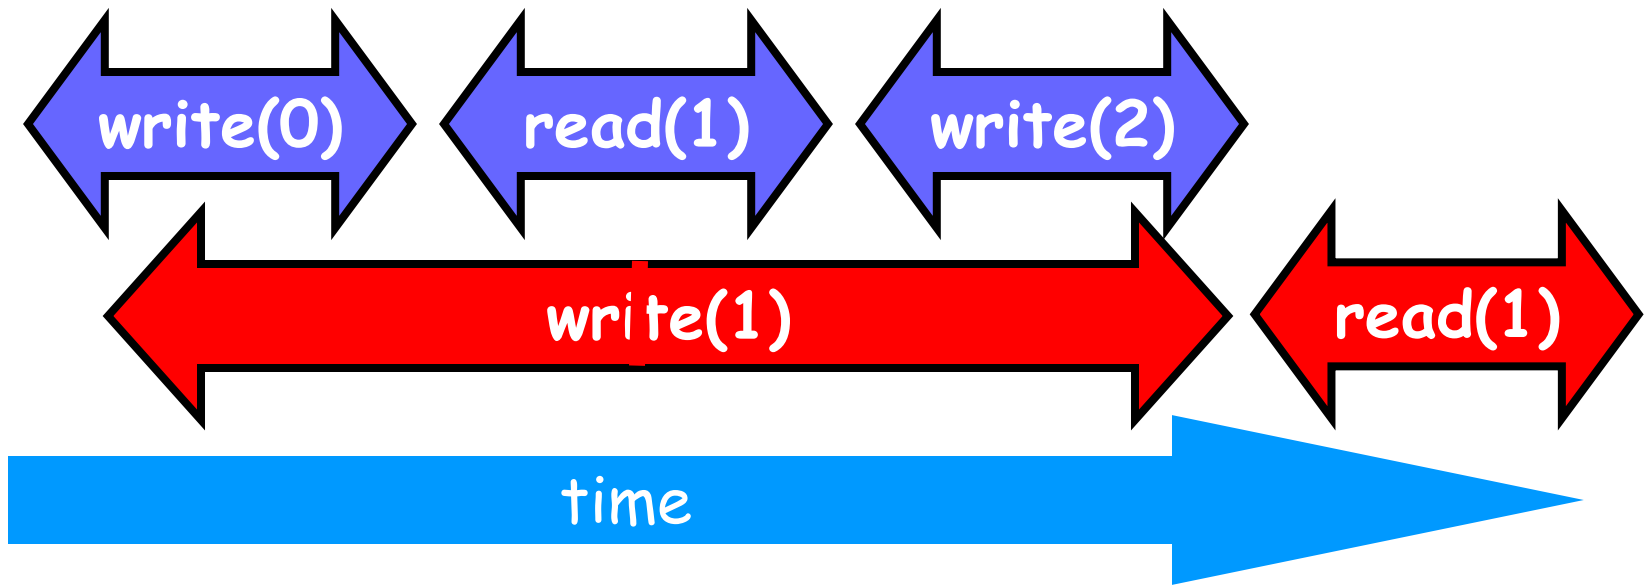 write(0) read(1) write(2)
write(1) read(1)
time